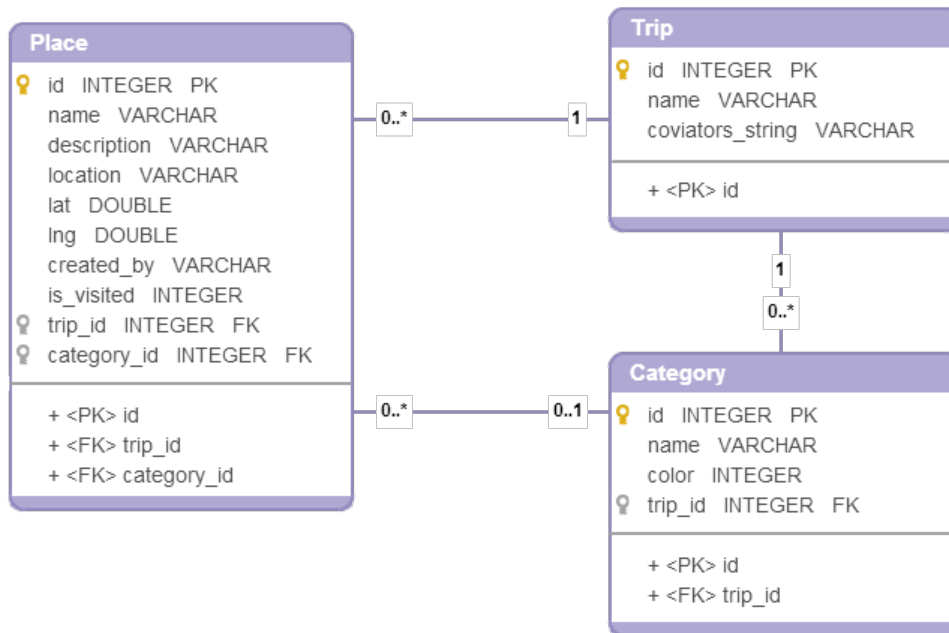 Place
id INTEGER PK
name VARCHAR
description VARCHAR
location VARCHAR
lat DOUBLE
lng DOUBLE
created_by VARCHAR
is_visited INTEGER
trip_id INTEGER FK
category_id INTEGER FK
+ <PK> id
+ <FK> trip_id
+ <FK> category_id
0..*
1
Trip
id INTEGER PK
name VARCHAR
coviators_string VARCHAR
+ <PK> id
1
0..*
0..*
0..1
Category
id INTEGER PK
name VARCHAR
color INTEGER
trip_id INTEGER FK
+ <PK> id
+ <FK> trip_id